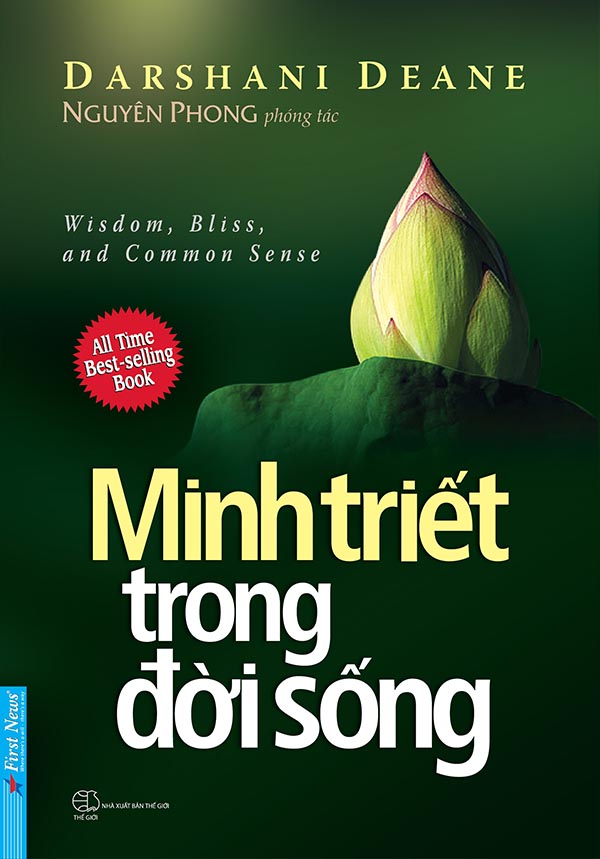 DARSHANI DEANE
NGUYÊN PHONG phóng tác
Wisdom, Bliss,
and Common Sense
All Time
Best-selling
Book
Minh triết
trong
đời sống
First News®
NHÀ XUẤT BẢN THẾ GIỚI
THẾ GIỚI